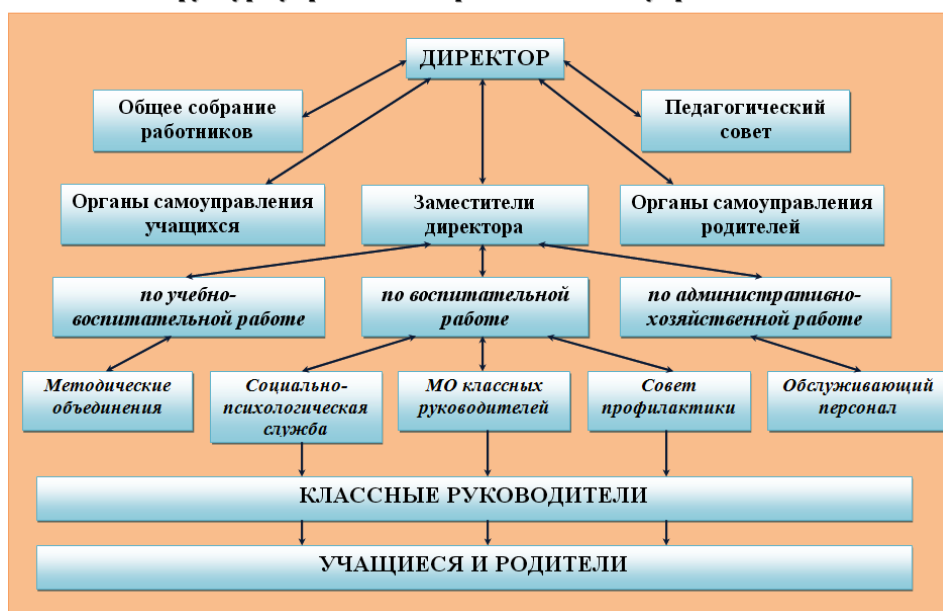 ДИРЕКТОР
Общее собрание
работников
Педагогический
совет
Органы самоуправления
учащихся
Заместители
директора
Органы самоуправления
родителей
по учебно-
воспитательной работе
по воспитательной
работе
по административно-
хозяйственной работе
Методические
объединения
Социально-
психологическая
служба
МО классных
руководителей
Совет
профилактики
Обслуживающий
персонал
КЛАССНЫЕ РУКОВОДИТЕЛИ
УЧАЩИЕСЯ И РОДИТЕЛИ